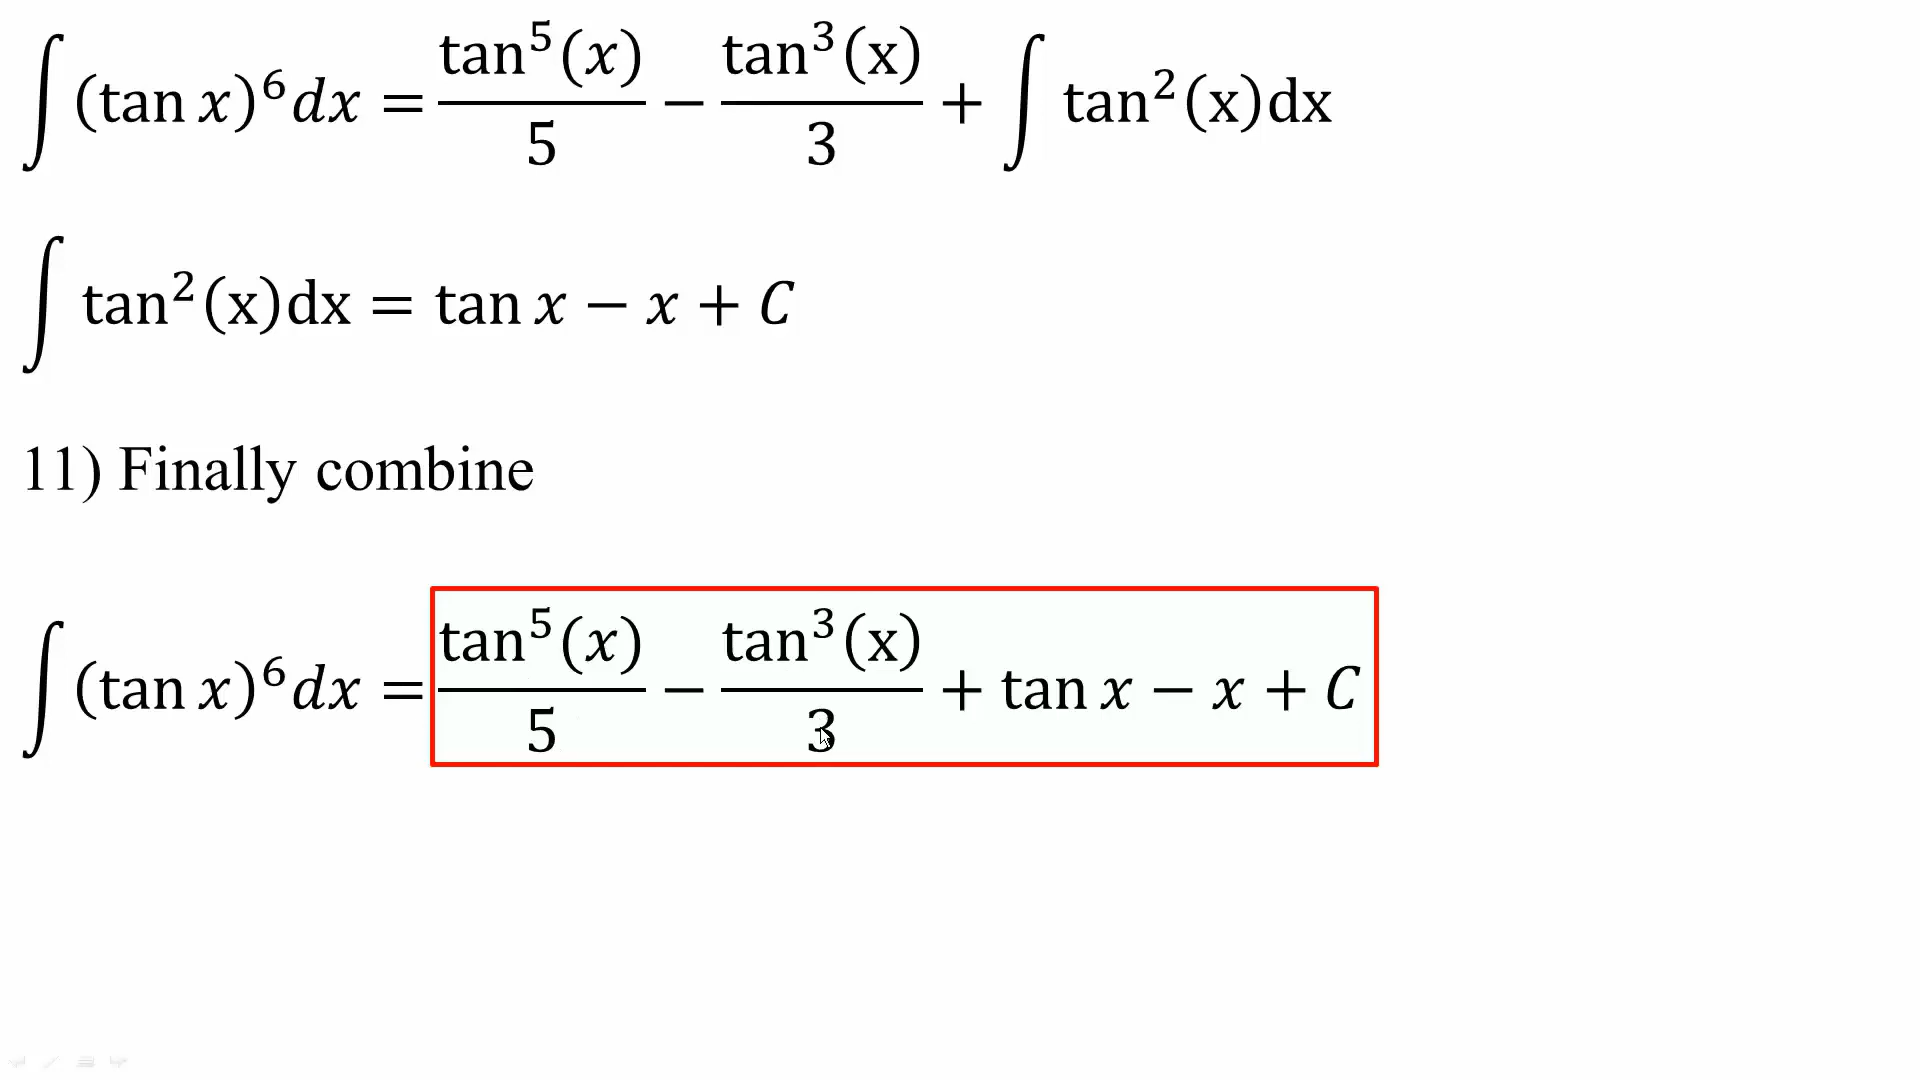 ∫ (tan x)⁶dx = tan⁵(x)/5 − tan³(x)/3 + ∫ tan²(x)dx
∫ tan²(x)dx = tan x − x + C
11) Finally combine
∫ (tan x)⁶dx = tan⁵(x)/5 − tan³(x)/3 + tan x − x + C